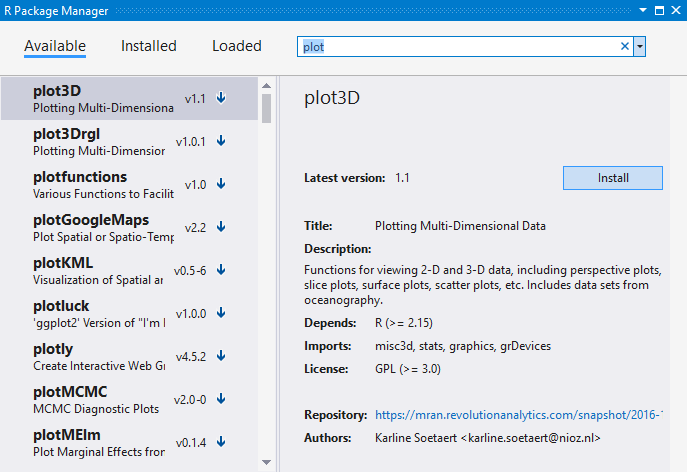 R Package Manager
Available Installed Loaded
plot
plot3D
v1.1
Plotting Multi-Dimensiona
plot3Drgl
v1.0.1
Plotting Multi-Dimension
plotfunctions
v1.0
Various Functions to Facilit
plotGoogleMaps
v2.2
Plot Spatial or Spatio-Temp
plotKML
v0.5-6
Visualization of Spatial an
plotluck
v1.0.0
'ggplot2' Version of "I'm
plotly
v4.5.2
Create Interactive Web Gr
plotMCMC
v2.0-0
MCMC Diagnostic Plots
plotMElm
v0.1.4
Plot Marginal Effects from
plot3D
Latest version: 1.1
Install
Title: Plotting Multi-Dimensional Data
Description:
Functions for viewing 2-D and 3-D data, including perspective plots,
slice plots, surface plots, scatter plots, etc. Includes data sets from
oceanography.
Depends: R (>= 2.15)
Imports: misc3d, stats, graphics, grDevices
License: GPL (>= 3.0)
Repository: https://mran.revolutionanalytics.com/snapshot/2016-1
Authors: Karline Soetaert <karline.soetaert@nioz.nl>